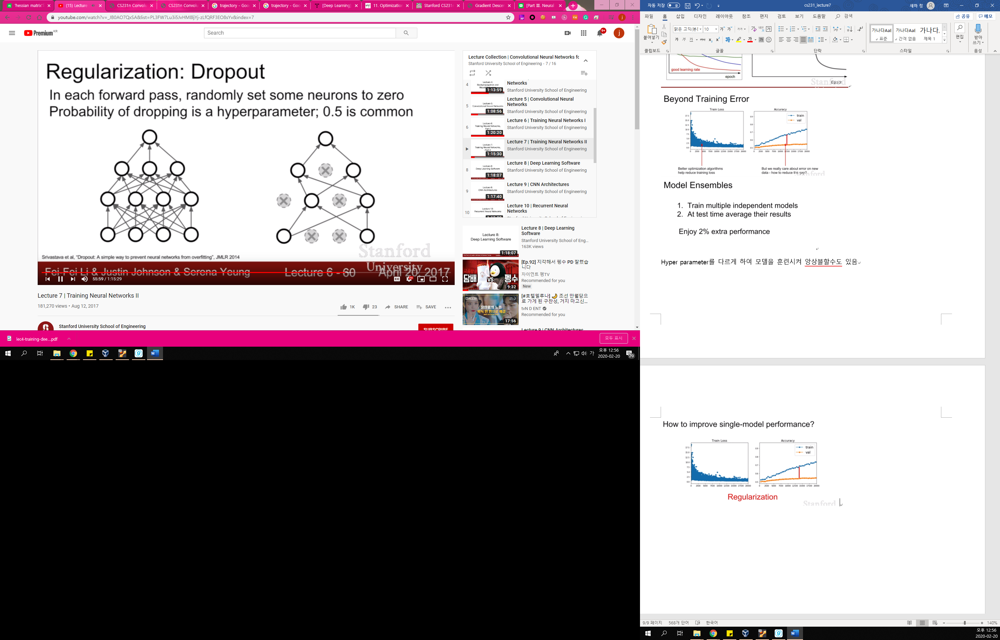 'hessian matrix'의
(15) Lecture
CS231n Convolu
CS231n Convolu
trajectory - Goo
trajectory - Goo
[Deep Learning]
11. Optimization
Stanford CS231n
Gradient Descen
[Part Ⅲ. Neural
youtube.com/watch?v=_JB0AO7QxSA&list=PL3FW7Lu3i5JvHM8ljYj-zLfQRF3EO8sYv&index=7
Premium KR
Search
9+
j
Regularization: Dropout
In each forward pass, randomly set some neurons to zero
Probability of dropping is a hyperparameter; 0.5 is common
Srivastava et al, "Dropout: A simple way to prevent neural networks from overfitting", JMLR 2014
Stanford
University
Fei-Fei Li & Justin Johnson & Serena Yeung
Lecture 6 - 60
April 20, 2017
55:59 / 1:15:29
Lecture 7 | Training Neural Networks II
181,270 views • Aug 12, 2017
1K
23
SHARE
SAVE
Stanford University School of Engineering
SUBSCRIBE
Lecture Collection | Convolutional Neural Networks fo
Stanford University School of Engineering - 7 / 16
4
1:13:59
Networks
Stanford University School of Engineering
5
1:08:56
Lecture 5 | Convolutional Neural
Networks
Stanford University School of Engineering
6
1:20:20
Lecture 6 | Training Neural Networks I
Stanford University School of Engineering
1:15:30
Lecture 7 | Training Neural Networks II
Stanford University School of Engineering
8
1:18:07
Lecture 8 | Deep Learning Software
Stanford University School of Engineering
9
1:17:40
Lecture 9 | CNN Architectures
Stanford University School of Engineering
10
Lecture 10 | Recurrent Neural
Networks
Lecture 8:
Deep Learning Software
1:18:07
Lecture 8 | Deep Learning
Software
Stanford University School of Eng...
163K views
담배 VS 펭수
9:32
[Ep.92] 지각해서 펭수 PD 잘렸습
니다
자이언트 펭TV
Recommended for you
New
장만월의 노름
17:56
[#호텔델루나] 🌙 조선 만월당으
로 가게 된 구찬성, 거지 마고신...
tvN D ENT
Recommended for you
Lecture 9 | CNN Architectures
lec4-training-dee....pdf
모두 표시
가
오후 12:56
2020-02-20
20
자동 저장
끔
cs231_lecture7
새하 정
파일
홈
삽입
디자인
레이아웃
참조
편지
검토
보기
도움말
검색
공유
메모
붙여넣기
맑은 고딕(본문
10
클립보드
글꼴
단락
가나다AaB
표준
가나다AaB
간격 없음
가나다.
제목 1
스타일
편집
받아
쓰기
음성
good learning rate
epoch
Epoch
Stanford
Beyond Training Error
Train Loss
Accuracy
train
val
Better optimization algorithms
help reduce training loss
But we really care about error on new
data - how to reduce the gap?
Model Ensembles
1. Train multiple independent models
2. At test time average their results
Enjoy 2% extra performance
Hyper parameter를 다르게 하여 모델을 훈련시켜 앙상블할수도 있음
How to improve single-model performance?
Train Loss
Accuracy
train
val
Regularization
Stanford
9/9 페이지
568개 단어
한국어
140%
오후 12:56
2020-02-20